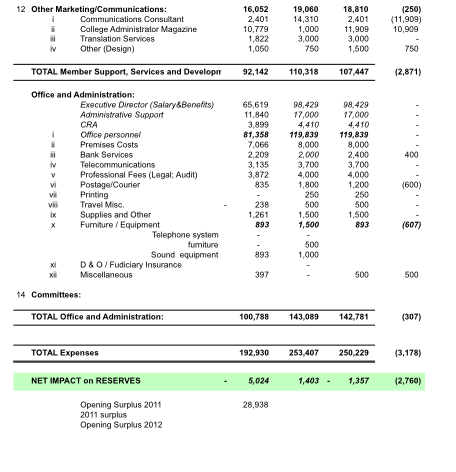 12 Other Marketing/Communications: 16,052 19,060 18,810 (250)
i Communications Consultant 2,401 14,310 2,401 (11,909)
ii College Administrator Magazine 10,779 1,000 11,909 10,909
iii Translation Services 1,822 3,000 3,000 -
iv Other (Design) 1,050 750 1,500 750
TOTAL Member Support, Services and Developm 92,142 110,318 107,447 (2,871)
Office and Administration:
Executive Director (Salary&Benefits) 65,619 98,429 98,429 -
Administrative Support 11,840 17,000 17,000 -
CRA 3,899 4,410 4,410 -
i Office personnel 81,358 119,839 119,839 -
ii Premises Costs 7,066 8,000 8,000 -
iii Bank Services 2,209 2,000 2,400 400
iv Telecommunications 3,135 3,700 3,700 -
v Professional Fees (Legal; Audit) 3,872 4,000 4,000 -
vi Postage/Courier 835 1,800 1,200 (600)
vii Printing - 250 250 -
viii Travel Misc. - 238 500 500 -
ix Supplies and Other 1,261 1,500 1,500 -
x Furniture / Equipment 893 1,500 893 (607)
Telephone system - -
furniture - 500
Sound equipment 893 1,000
xi D & O / Fudiciary Insurance -
xii Miscellaneous 397 - 500 500
14 Committees:
TOTAL Office and Administration: 100,788 143,089 142,781 (307)
TOTAL Expenses 192,930 253,407 250,229 (3,178)
NET IMPACT on RESERVES - 5,024 1,403 - 1,357 (2,760)
Opening Surplus 2011 28,938
2011 surplus
Opening Surplus 2012